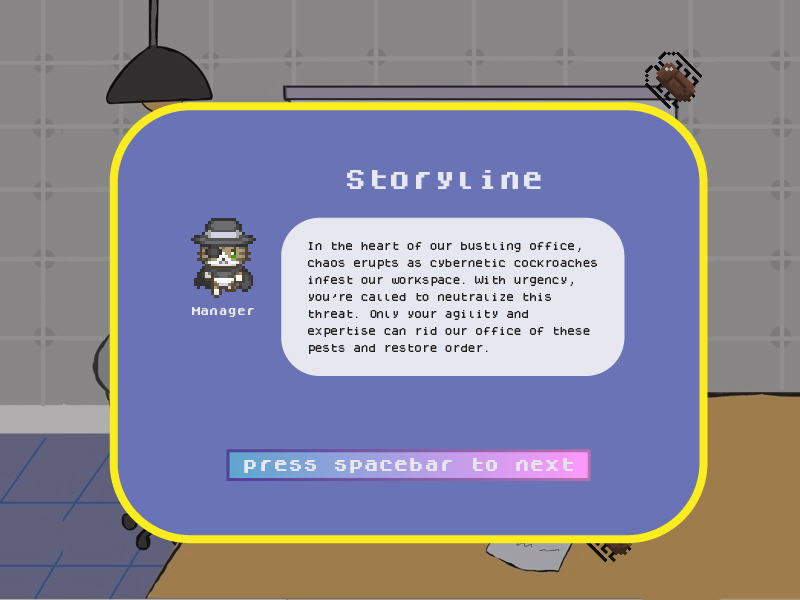 Storyline
In the heart of our bustling office,
chaos erupts as cybernetic cockroaches
infest our workspace. With urgency,
you're called to neutralize this
threat. Only your agility and
expertise can rid our office of these
pests and restore order.
Manager
press spacebar to next